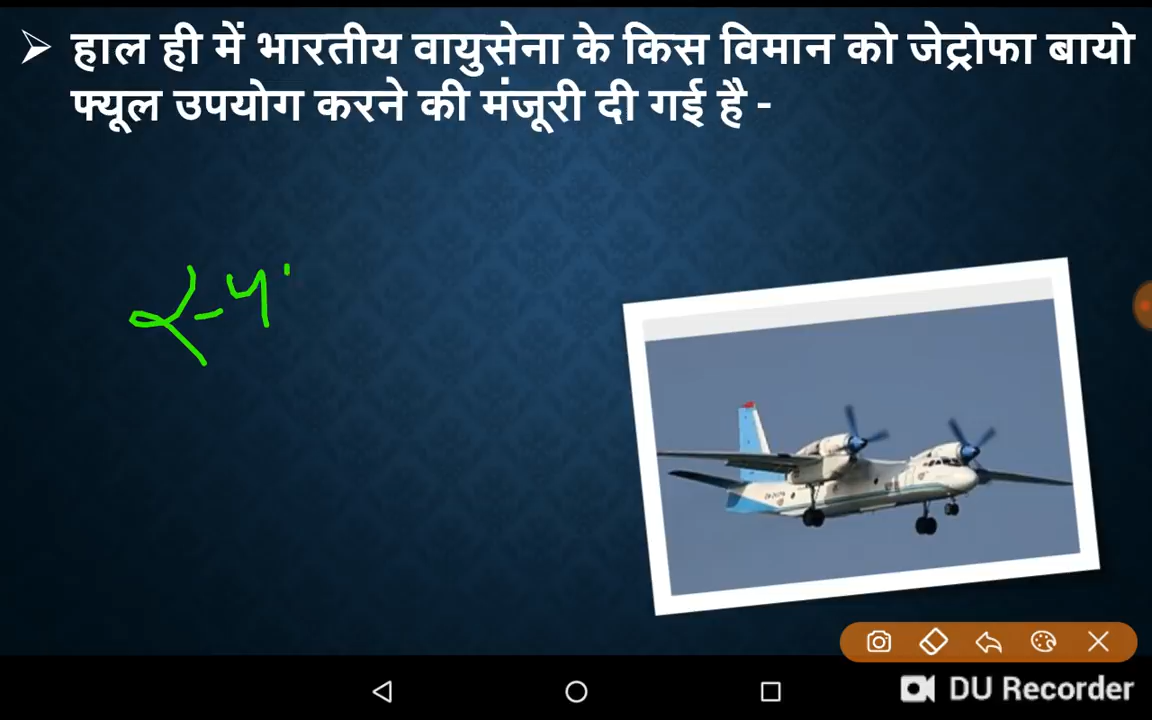 हाल ही में भारतीय वायुसेना के किस विमान को जेट्रोफा बायो
फ्यूल उपयोग करने की मंजूरी दी गई है -
DU Recorder